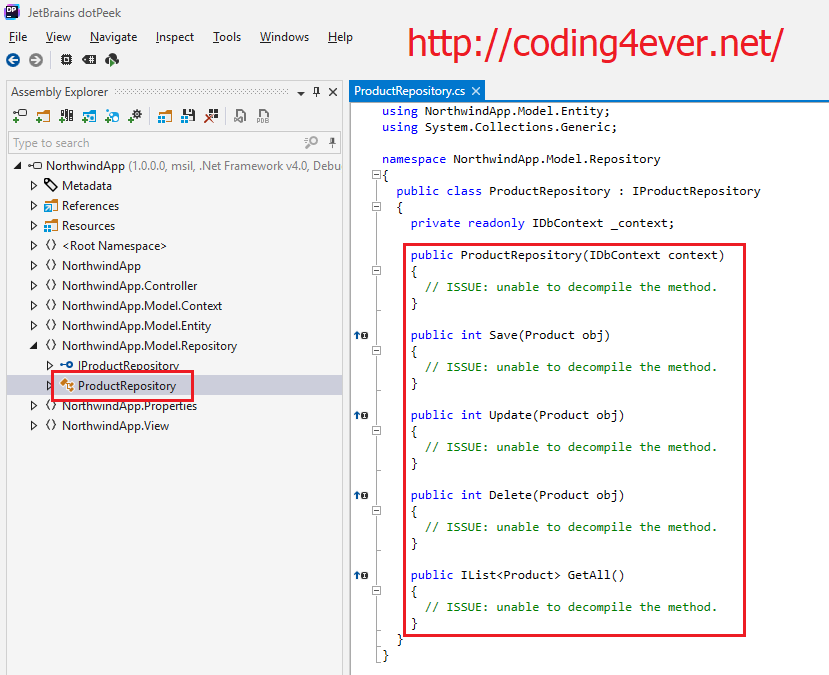 JetBrains dotPeek
File View Navigate Inspect Tools Windows Help
http://coding4ever.net/
Assembly Explorer
Type to search
NorthwindApp (1.0.0.0, msil, .Net Framework v4.0, Debu
Metadata
References
Resources
<Root Namespace>
NorthwindApp
NorthwindApp.Controller
NorthwindApp.Model.Context
NorthwindApp.Model.Entity
NorthwindApp.Model.Repository
IProductRepository
ProductRepository
NorthwindApp.Properties
NorthwindApp.View
ProductRepository.cs
using NorthwindApp.Model.Entity;
using System.Collections.Generic;
namespace NorthwindApp.Model.Repository
{
public class ProductRepository : IProductRepository
{
private readonly IDbContext _context;
public ProductRepository(IDbContext context)
{
// ISSUE: unable to decompile the method.
}
public int Save(Product obj)
{
// ISSUE: unable to decompile the method.
}
public int Update(Product obj)
{
// ISSUE: unable to decompile the method.
}
public int Delete(Product obj)
{
// ISSUE: unable to decompile the method.
}
public IList<Product> GetAll()
{
// ISSUE: unable to decompile the method.
}
}
}